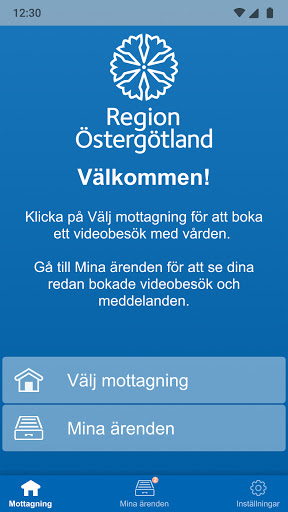 12:30
Region
Östergötland
Välkommen!
Klicka på Välj mottagning för att boka
ett videobesök med vården.
Gå till Mina ärenden för att se dina
redan bokade videobesök och
meddelanden.
Välj mottagning
Mina ärenden
Mottagning
Mina ärenden
Inställningar